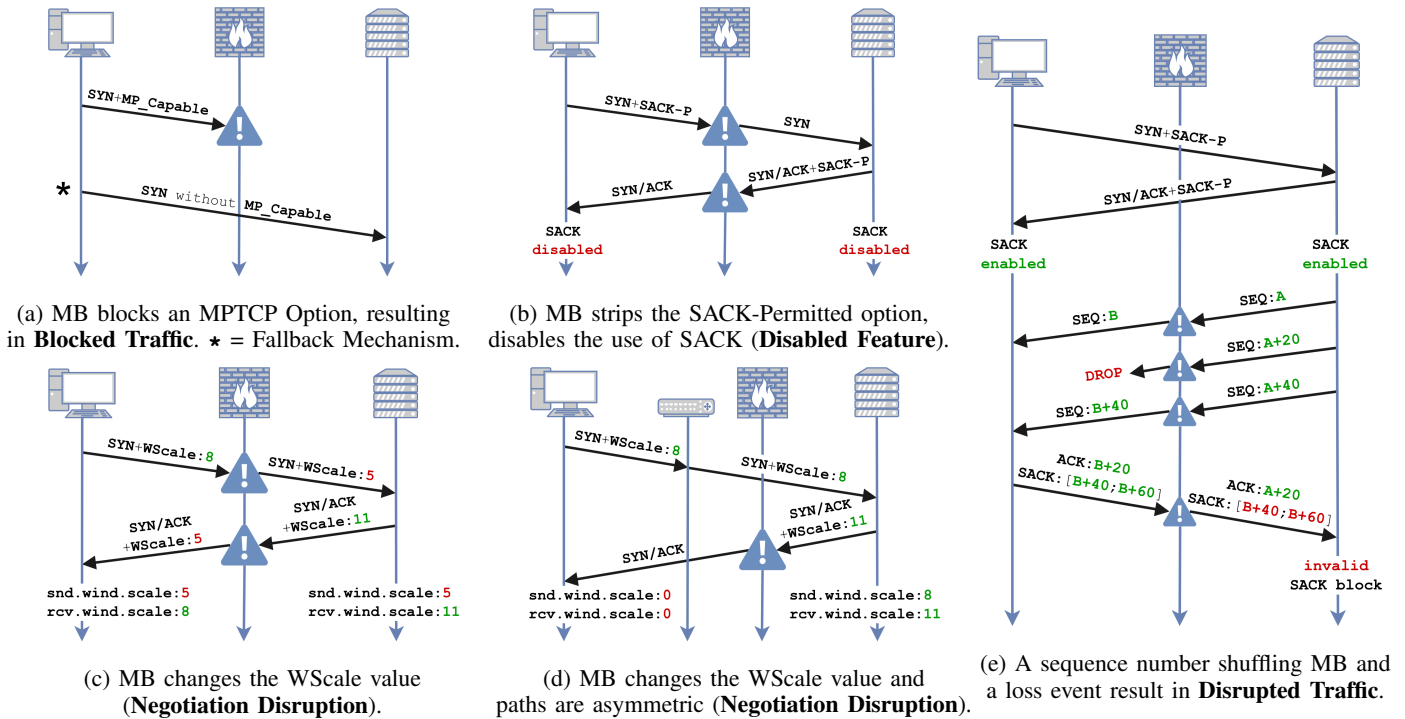 SYN+MP_Capable
*
SYN without MP_Capable
(a) MB blocks an MPTCP Option, resulting
in Blocked Traffic. * = Fallback Mechanism.
SYN+SACK-P
SYN
SYN/ACK+SACK-P
SYN/ACK
SACK
disabled
SACK
disabled
(b) MB strips the SACK-Permitted option,
disables the use of SACK (Disabled Feature).
SYN+WScale:8
SYN+WScale:5
SYN/ACK
+WScale:11
SYN/ACK
+WScale:5
snd.wind.scale:5
rcv.wind.scale:8
snd.wind.scale:5
rcv.wind.scale:11
(c) MB changes the WScale value
(Negotiation Disruption).
SYN+WScale:8
SYN+WScale:8
SYN/ACK
+WScale:11
SYN/ACK
snd.wind.scale:0
rcv.wind.scale:0
snd.wind.scale:8
rcv.wind.scale:11
(d) MB changes the WScale value and
paths are asymmetric (Negotiation Disruption).
SYN+SACK-P
SYN/ACK+SACK-P
SACK
enabled
SACK
enabled
SEQ:A
SEQ:B
SEQ:A+20
DROP
SEQ:A+40
SEQ:B+40
ACK:B+20
SACK:[B+40;B+60]
ACK:A+20
SACK:[B+40;B+60]
invalid
SACK block
(e) A sequence number shuffling MB and
a loss event result in Disrupted Traffic.